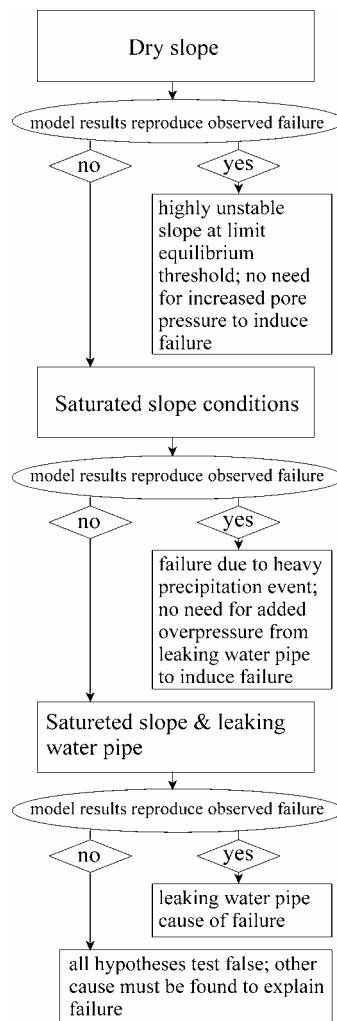 Dry slope
model results reproduce observed failure
no
yes
highly unstable
slope at limit
equilibrium
threshold; no need
for increased pore
pressure to induce
failure
Saturated slope conditions
model results reproduce observed failure
no
yes
failure due to heavy
precipitation event;
no need for added
overpressure from
leaking water pipe
to induce failure
Satureted slope & leaking
water pipe
model results reproduce observed failure
no
yes
leaking water pipe
cause of failure
all hypotheses test false; other
cause must be found to explain
failure